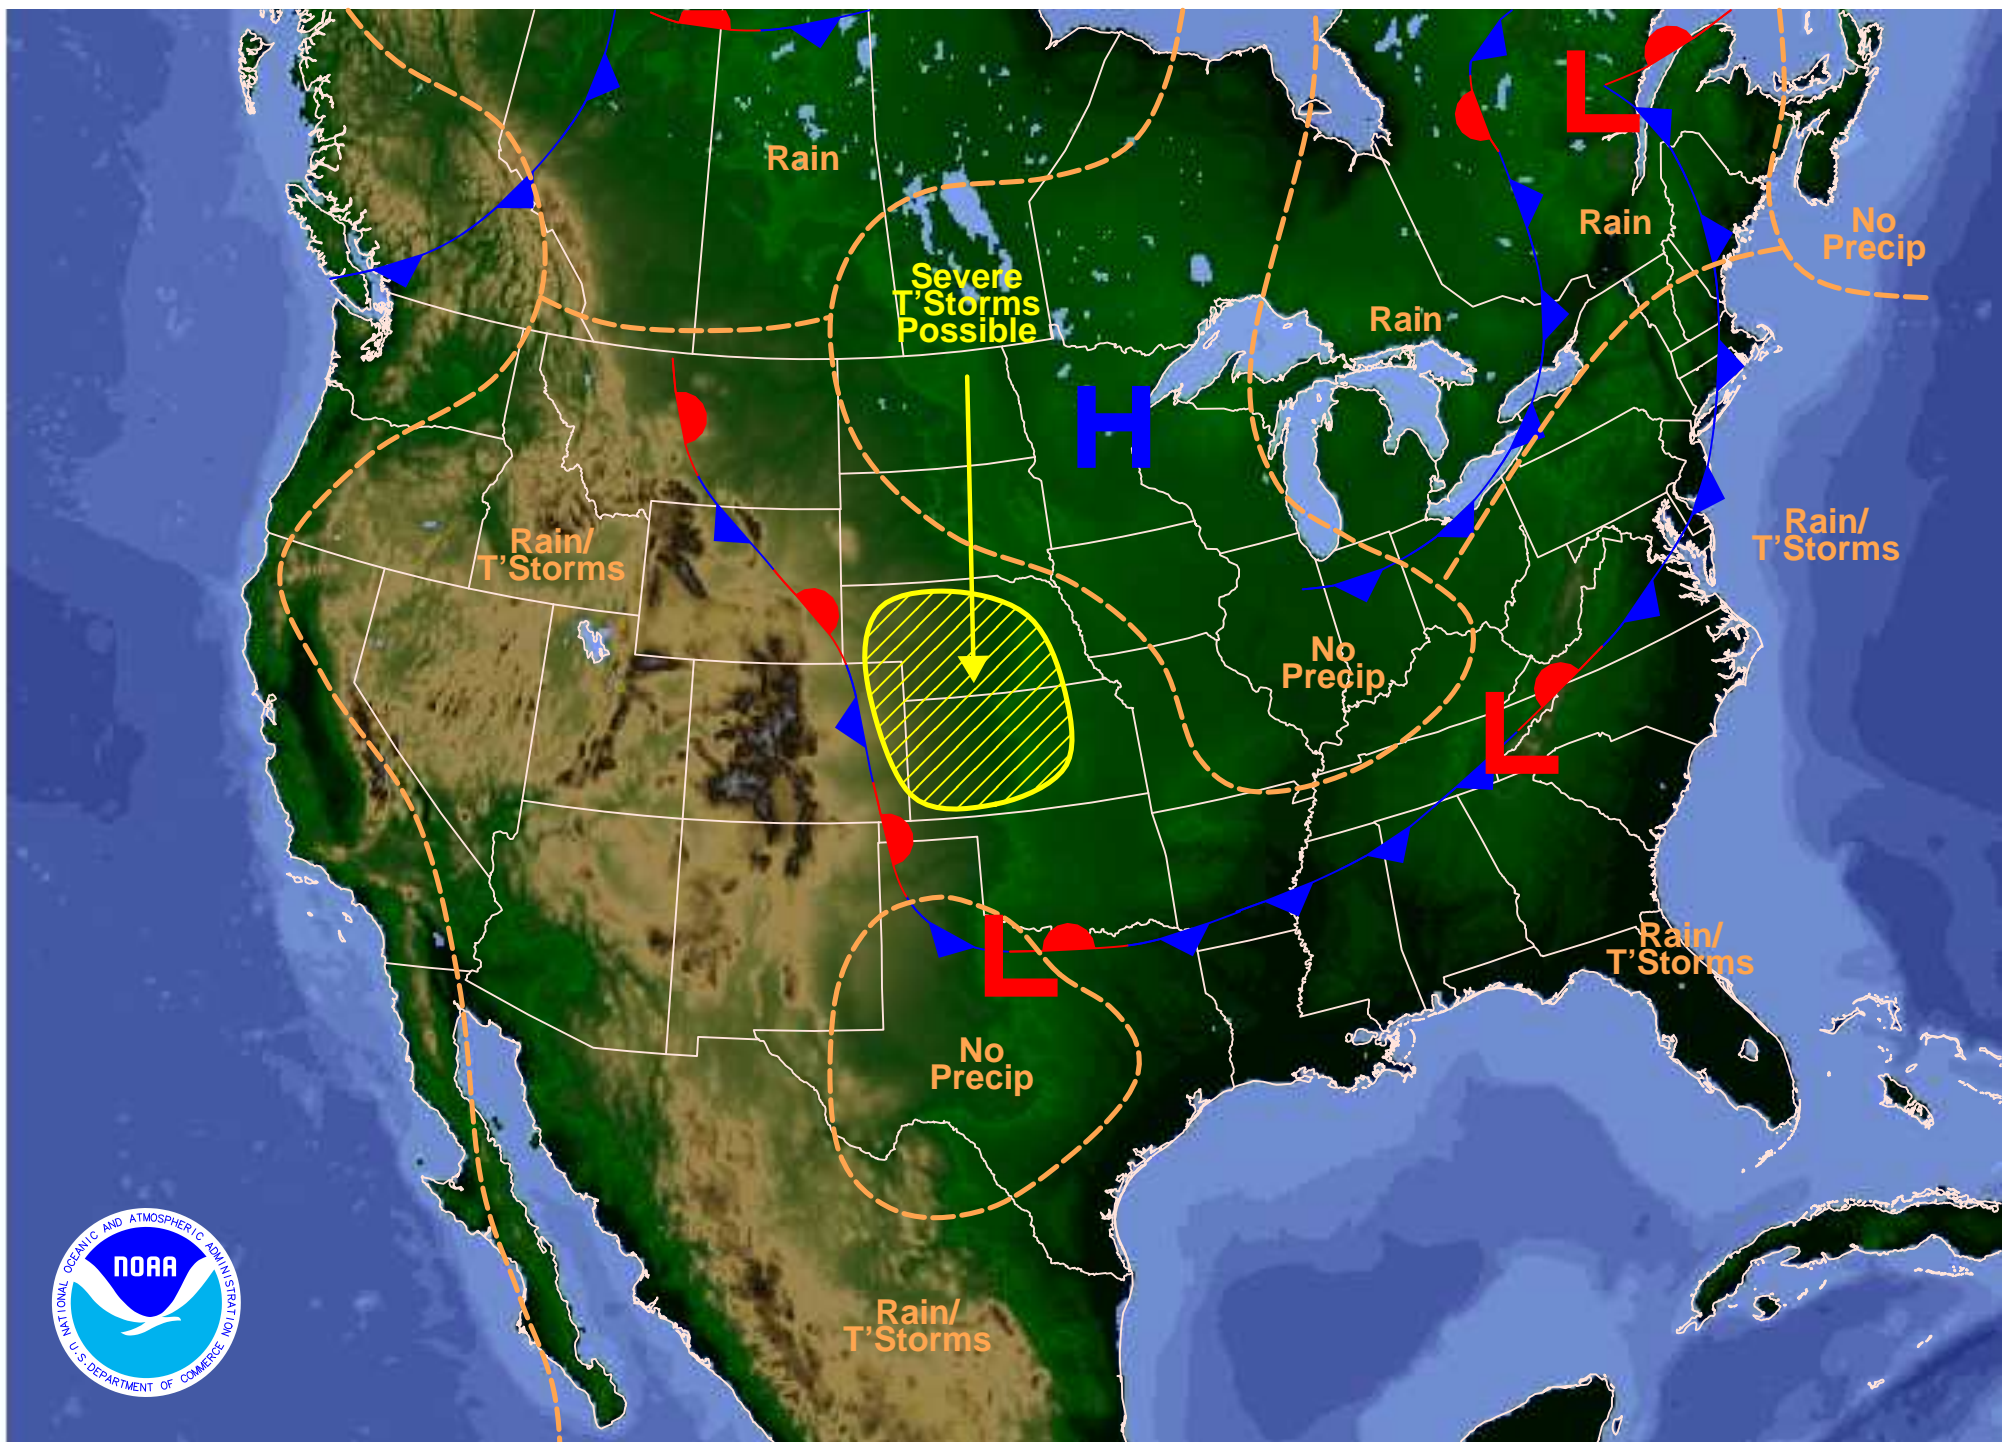 Rain
Rain
No
Precip
Severe
T'Storms
Possible
Rain
H
L
Rain/
T'Storms
Rain/
T'Storms
No
Precip
L
Rain/
T'Storms
L
No
Precip
Rain/
T'Storms
NATIONAL OCEANIC AND ATMOSPHERIC ADMINISTRATION
NOAA
U.S. DEPARTMENT OF COMMERCE